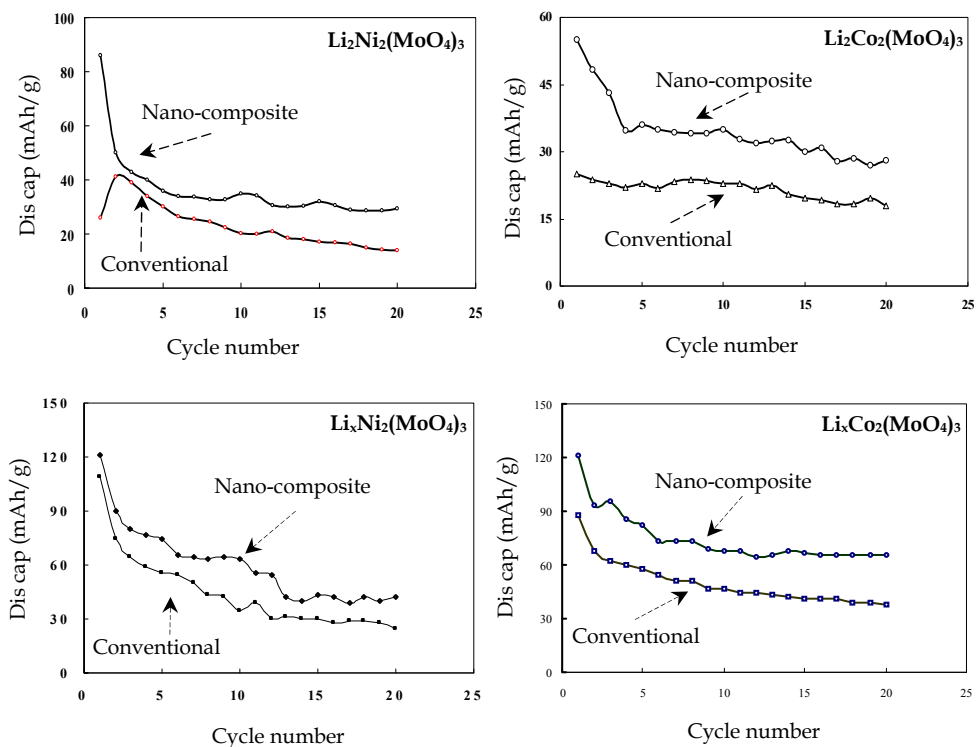 Li₂Ni₂(MoO₄)₃
Dis cap (mAh/g)
100
80
60
40
20
0
Nano-composite
Conventional
0 5 10 15 20 25
Cycle number
Li₂Co₂(MoO₄)₃
Dis cap (mAh/g)
60
45
30
15
0
Nano-composite
Conventional
0 5 10 15 20 25
Cycle number
LiₓNi₂(MoO₄)₃
Dis cap (mAh/g)
150
120
90
60
30
0
Nano-composite
Conventional
0 5 10 15 20 25
Cycle number
LiₓCo₂(MoO₄)₃
Dis cap (mAh/g)
150
120
90
60
30
0
Nano-composite
Conventional
0 5 10 15 20 25
Cycle number